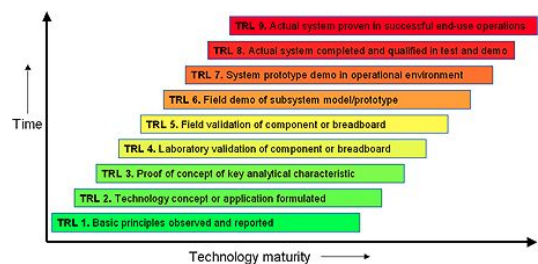 TRL 9. Actual system proven in successful end-use operations
TRL 8. Actual system completed and qualified in test and demo
TRL 7. System prototype demo in operational environment
TRL 6. Field demo of subsystem model/prototype
TRL 5. Field validation of component or breadboard
TRL 4. Laboratory validation of component or breadboard
TRL 3. Proof of concept of key analytical characteristic
TRL 2. Technology concept or application formulated
TRL 1. Basic principles observed and reported
Time
Technology maturity